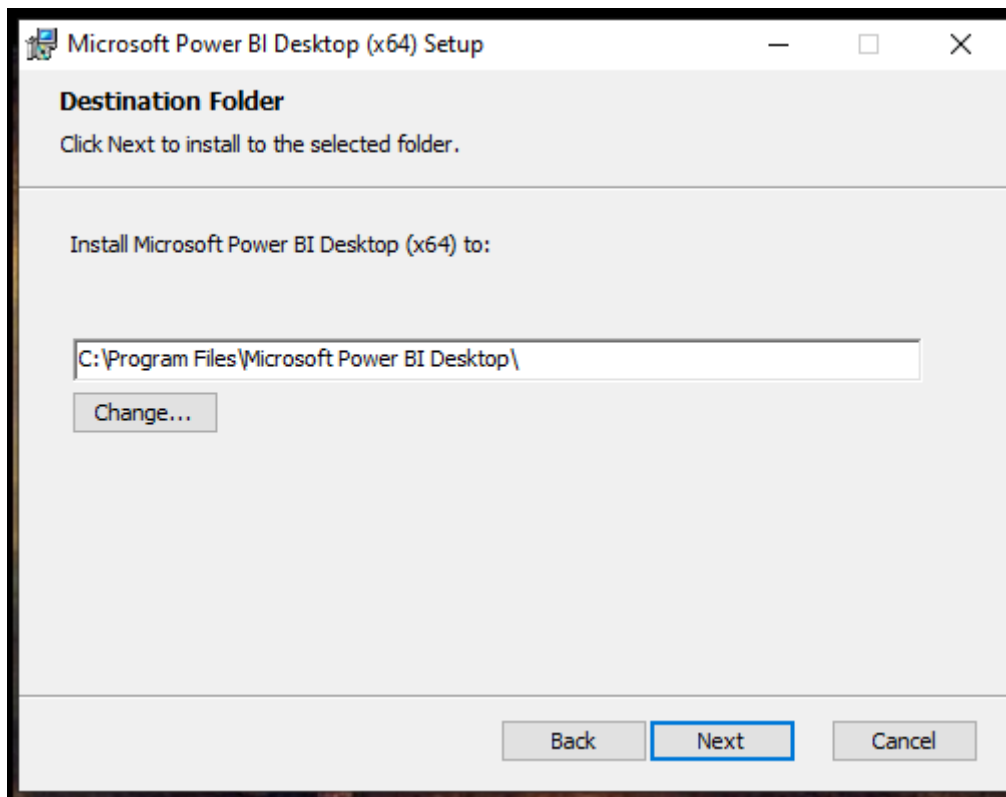 Microsoft Power BI Desktop (x64) Setup
Destination Folder
Click Next to install to the selected folder.
Install Microsoft Power BI Desktop (x64) to:
C:\Program Files\Microsoft Power BI Desktop\
Change...
Back Next Cancel